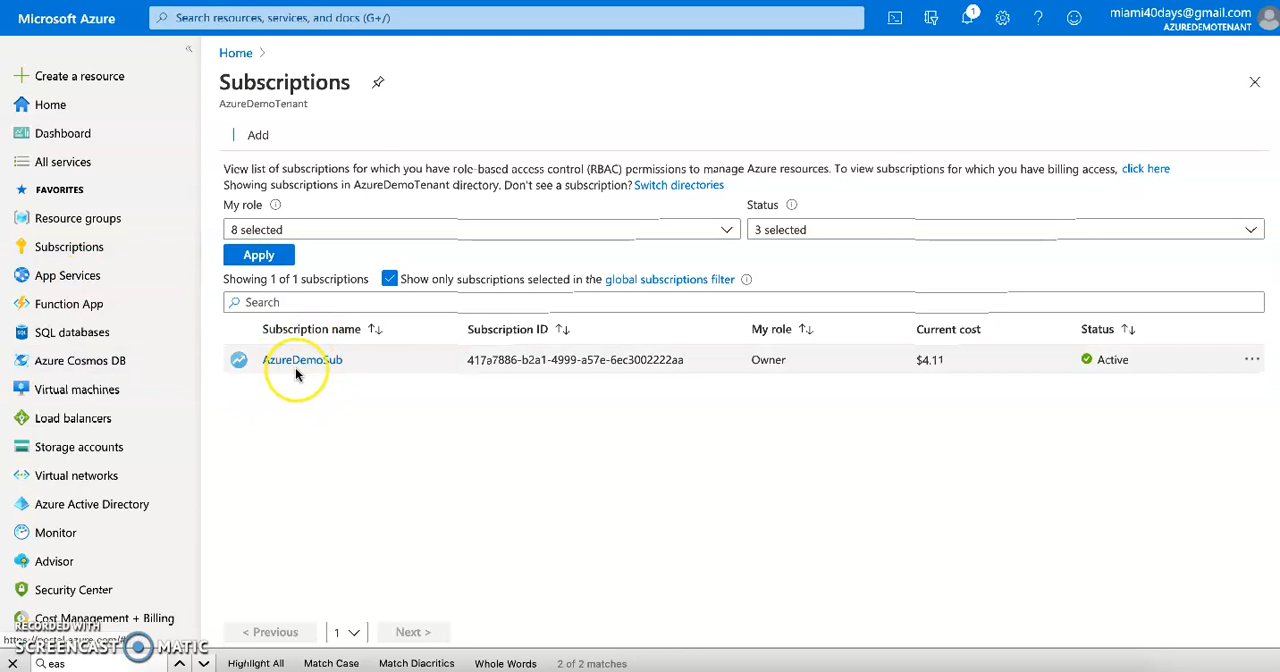 Microsoft Azure
Search resources, services, and docs (G+/)
1
miami40days@gmail.com
AZUREDEMOTENANT
Create a resource
Home
Dashboard
All services
FAVORITES
Resource groups
Subscriptions
App Services
Function App
SQL databases
Azure Cosmos DB
Virtual machines
Load balancers
Storage accounts
Virtual networks
Azure Active Directory
Monitor
Advisor
Security Center
Cost Management + Billing
Home >
Subscriptions
AzureDemoTenant
Add
View list of subscriptions for which you have role-based access control (RBAC) permissions to manage Azure resources. To view subscriptions for which you have billing access, click here
Showing subscriptions in AzureDemoTenant directory. Don't see a subscription? Switch directories
My role Status
8 selected 3 selected
Apply
Showing 1 of 1 subscriptions Show only subscriptions selected in the global subscriptions filter
Search
Subscription name Subscription ID My role Current cost Status
AzureDemoSub 417a7886-b2a1-4999-a57e-6ec3002222aa Owner $4.11 Active ...
< Previous 1 Next >
RECORDED WITH
SCREENCAST MATIC
eas Highlight All Match Case Match Diacritics Whole Words 2 of 2 matches